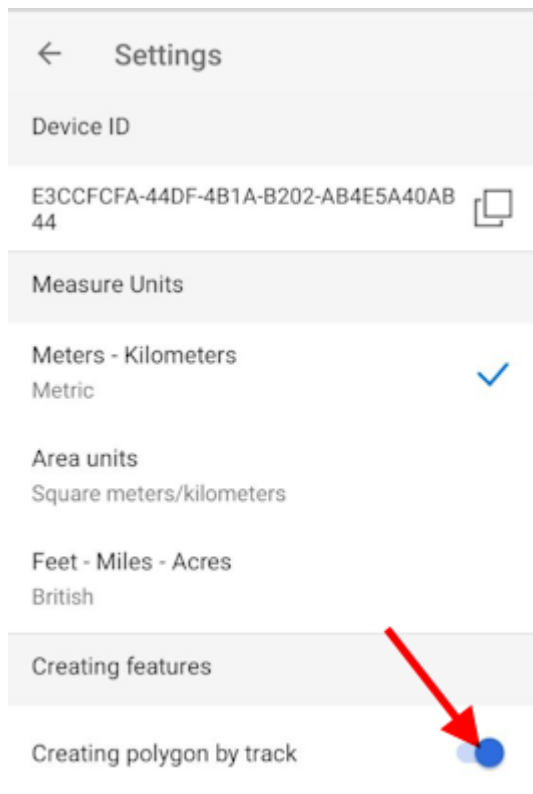 Settings
Device ID
E3CCFCFA-44DF-4B1A-B202-AB4E5A40AB
44
Measure Units
Meters - Kilometers
Metric
Area units
Square meters/kilometers
Feet - Miles - Acres
British
Creating features
Creating polygon by track